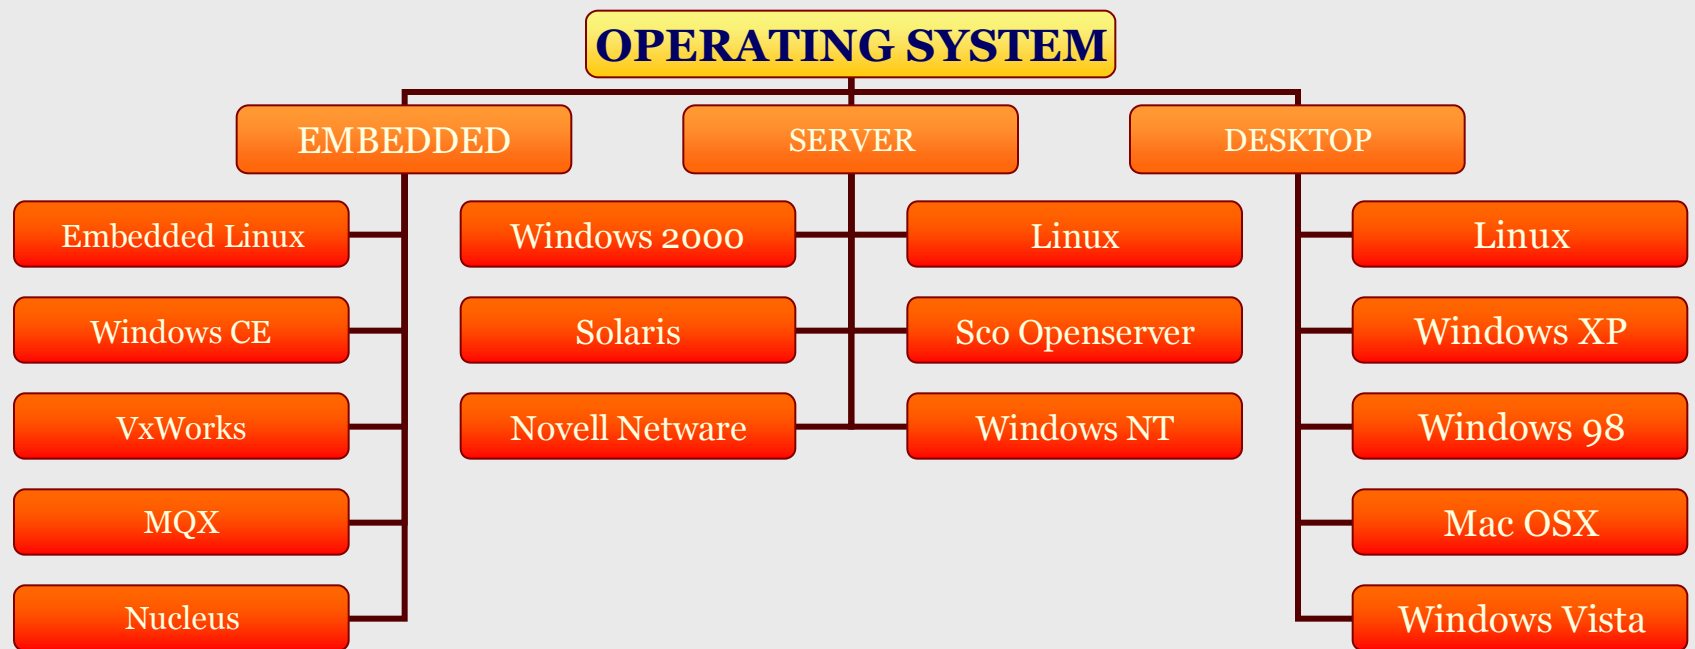 OPERATING SYSTEM
EMBEDDED
SERVER
DESKTOP
Embedded Linux
Windows 2000
Linux
Linux
Windows CE
Solaris
Sco Openserver
Windows XP
VxWorks
Novell Netware
Windows NT
Windows 98
MQX
Mac OSX
Nucleus
Windows Vista